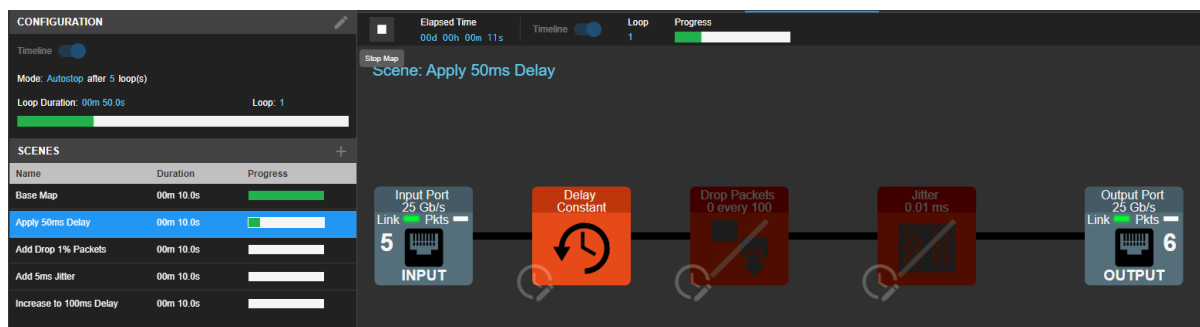 CONFIGURATION
Timeline
Mode: Autostop after 5 loop(s)
Loop Duration: 00m 50.0s Loop: 1
SCENES +
Name Duration Progress
Base Map 00m 10.0s
Apply 50ms Delay 00m 10.0s
Add Drop 1% Packets 00m 10.0s
Add 5ms Jitter 00m 10.0s
Increase to 100ms Delay 00m 10.0s
Elapsed Time
00d 00h 00m 11s
Timeline
Loop
1
Progress
Stop Map
Scene: Apply 50ms Delay
Input Port
25 Gb/s
Link Pkts
5
INPUT
Delay
Constant
Drop Packets
0 every 100
Jitter
0.01 ms
Output Port
25 Gb/s
Link Pkts
6
OUTPUT